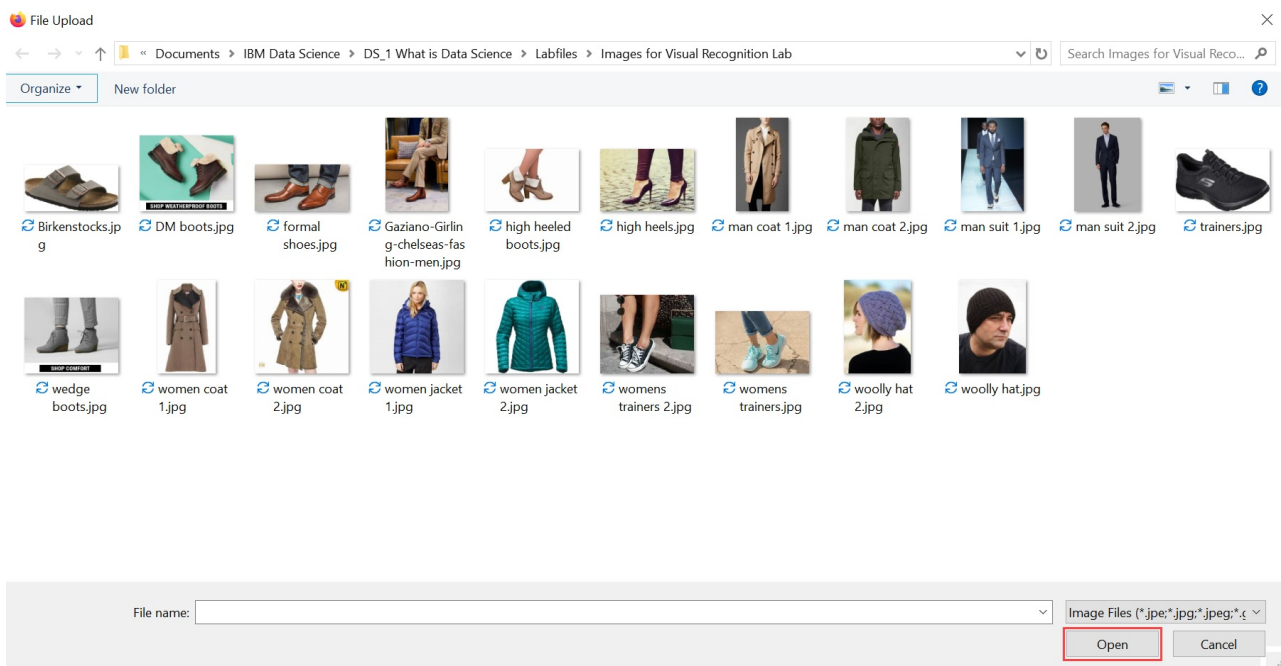 File Upload
« Documents > IBM Data Science > DS_1 What is Data Science > Labfiles > Images for Visual Recognition Lab
Search Images for Visual Reco...
Organize
New folder
SHOP WEATHERPROOF BOOTS
Birkenstocks.jp
g
DM boots.jpg
formal
shoes.jpg
Gaziano-Girlin
g-chelseas-fas
hion-men.jpg
high heeled
boots.jpg
high heels.jpg
man coat 1.jpg
man coat 2.jpg
man suit 1.jpg
man suit 2.jpg
trainers.jpg
SHOP COMFORT
N
wedge
boots.jpg
women coat
1.jpg
women coat
2.jpg
women jacket
1.jpg
women jacket
2.jpg
womens
trainers 2.jpg
womens
trainers.jpg
woolly hat
2.jpg
woolly hat.jpg
File name:
Image Files (*.jpe;*.jpg;*.jpeg;*.g
Open
Cancel